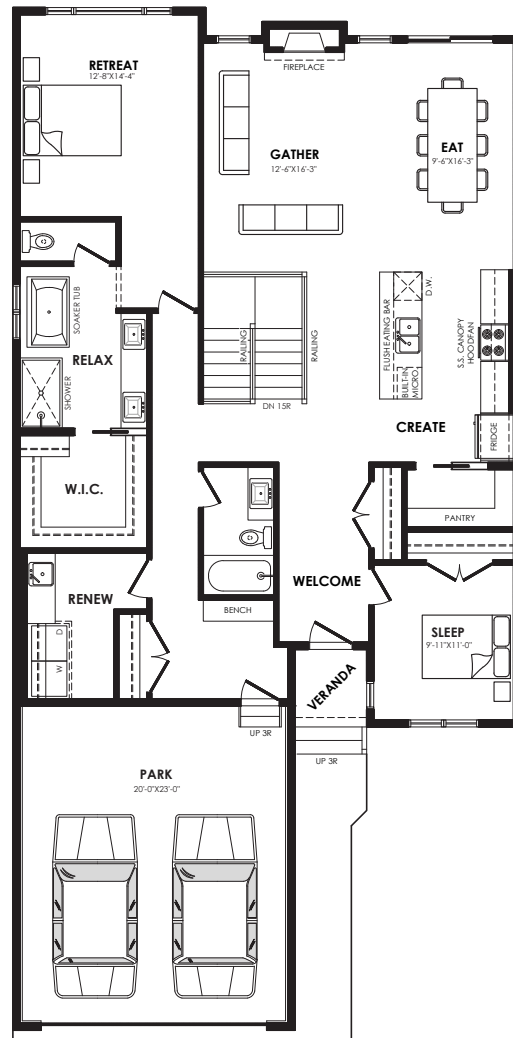 RETREAT
12'-8"X14'-4"
FIREPLACE
GATHER
12'-6"X16'-3"
EAT
9'-6"X16'-3"
SOAKER TUB
RELAX
SHOWER
RAILING
RAILING
DN 15R
D.W.
FLUSH EATING BAR
BUILT-IN
MICRO
S.S. CANOPY
HOODFAN
CREATE
FRIDGE
W.I.C.
PANTRY
RENEW
D
W
BENCH
WELCOME
SLEEP
9'-11"X11'-0"
VERANDA
UP 3R
UP 3R
PARK
20'-0"X23'-0"